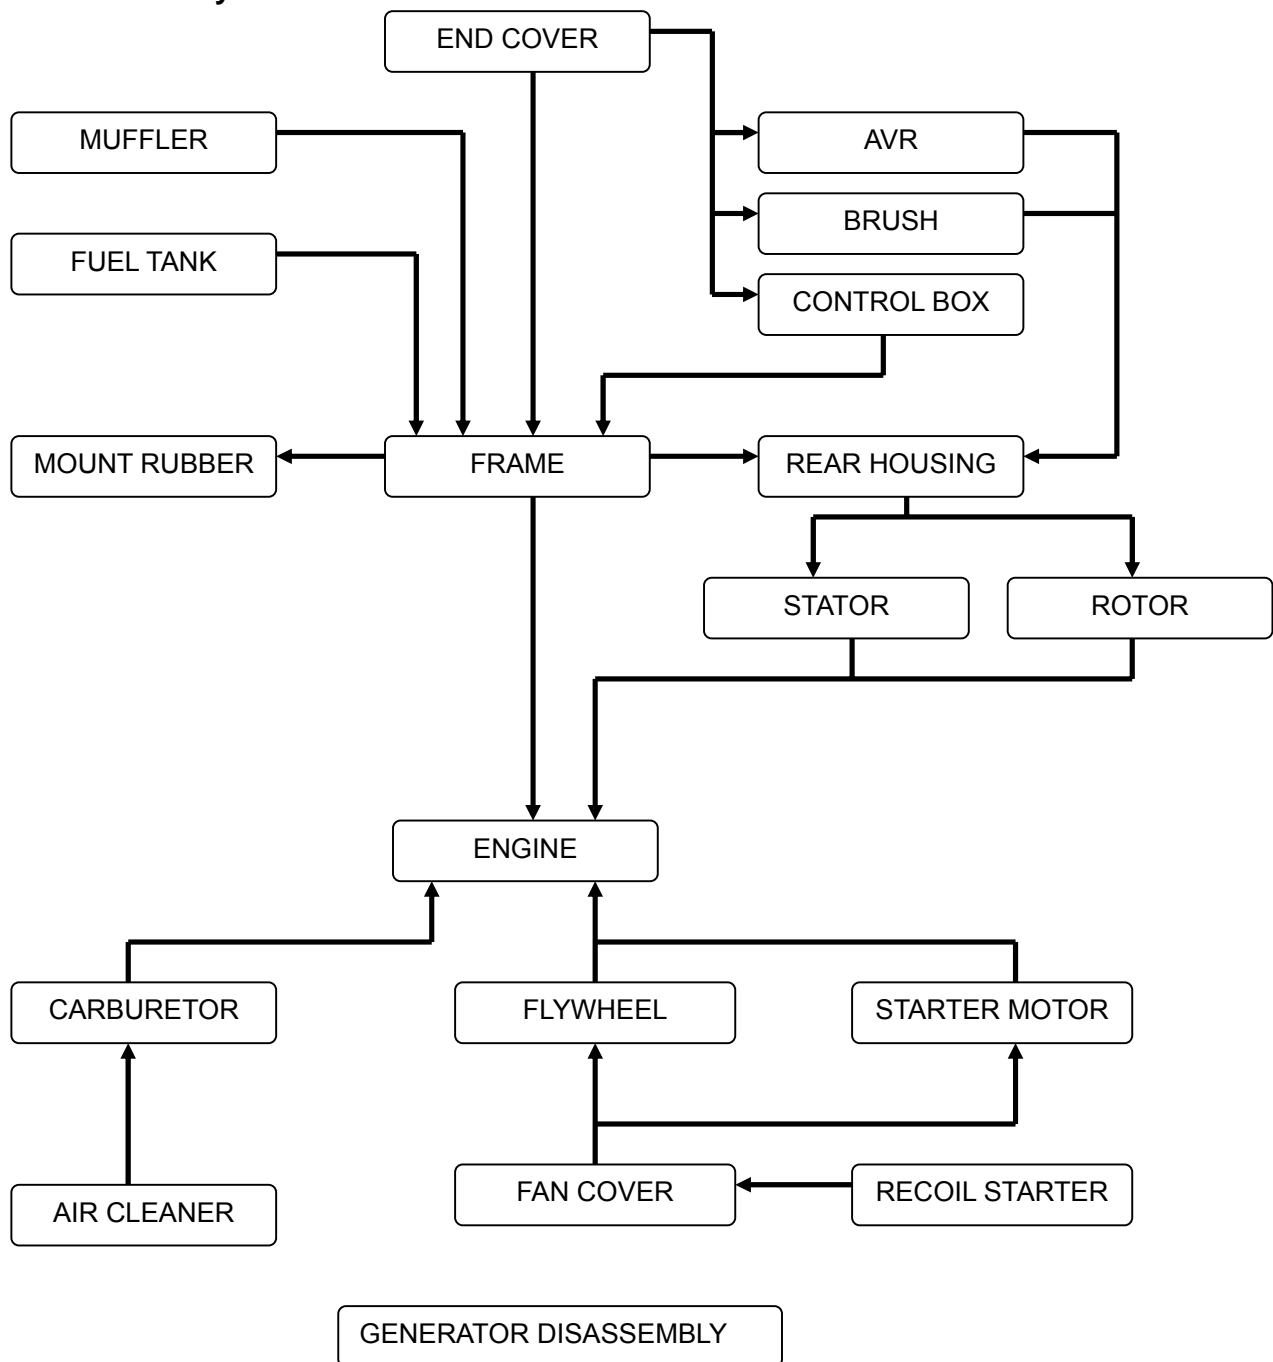 END COVER
MUFFLER
AVR
BRUSH
FUEL TANK
CONTROL BOX
MOUNT RUBBER
FRAME
REAR HOUSING
STATOR
ROTOR
ENGINE
CARBURETOR
FLYWHEEL
STARTER MOTOR
AIR CLEANER
FAN COVER
RECOIL STARTER
GENERATOR DISASSEMBLY